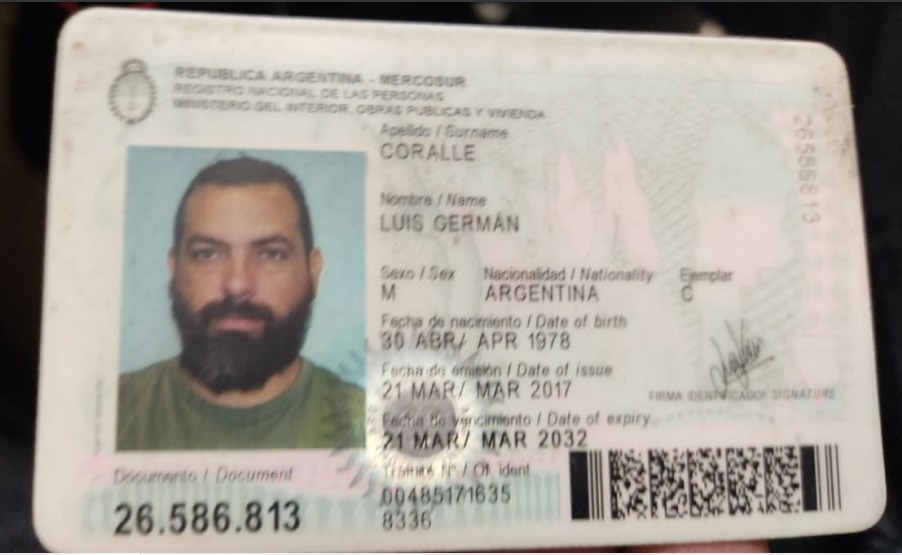 REPUBLICA ARGENTINA - MERCOSUR
REGISTRO NACIONAL DE LAS PERSONAS
MINISTERIO DEL INTERIOR, OBRAS PUBLICAS Y VIVIENDA
Apellido / Surname
CORALLE
Nombre / Name
LUIS GERMÁN
Sexo / Sex Nacionalidad / Nationality Ejemplar
M ARGENTINA C
Fecha de nacimiento / Date of birth
30 ABR/ APR 1978
Fecha de emisión / Date of issue
21 MAR/ MAR 2017
FIRMA IDENTIFICADO/ SIGNATURE
Fecha de vencimiento / Date of expiry
21 MAR/ MAR 2032
Documento / Document
26.586.813
Trámite Nº / Of. ident
00485171635
8336
26586813